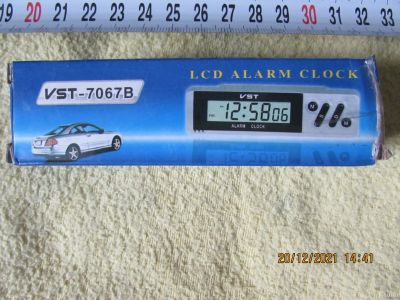 19 20 21 22 23 24 25 26 27 28 29 30 31 32 33
VST-7067B
LCD ALARM CLOCK
VST
12:58 06
ALARM CLOCK
20/12/2021 14:41